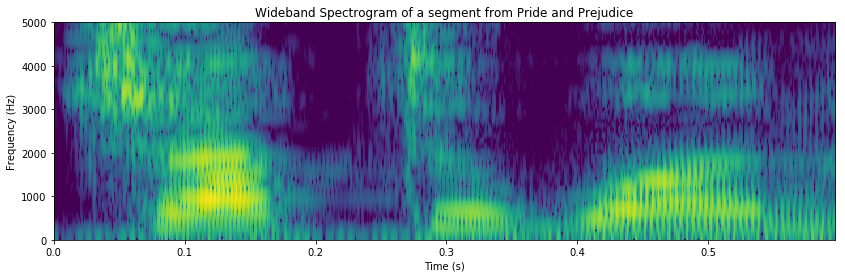 Wideband Spectrogram of a segment from Pride and Prejudice
Frequency (Hz)
5000
4000
3000
2000
1000
0
0.0 0.1 0.2 0.3 0.4 0.5
Time (s)